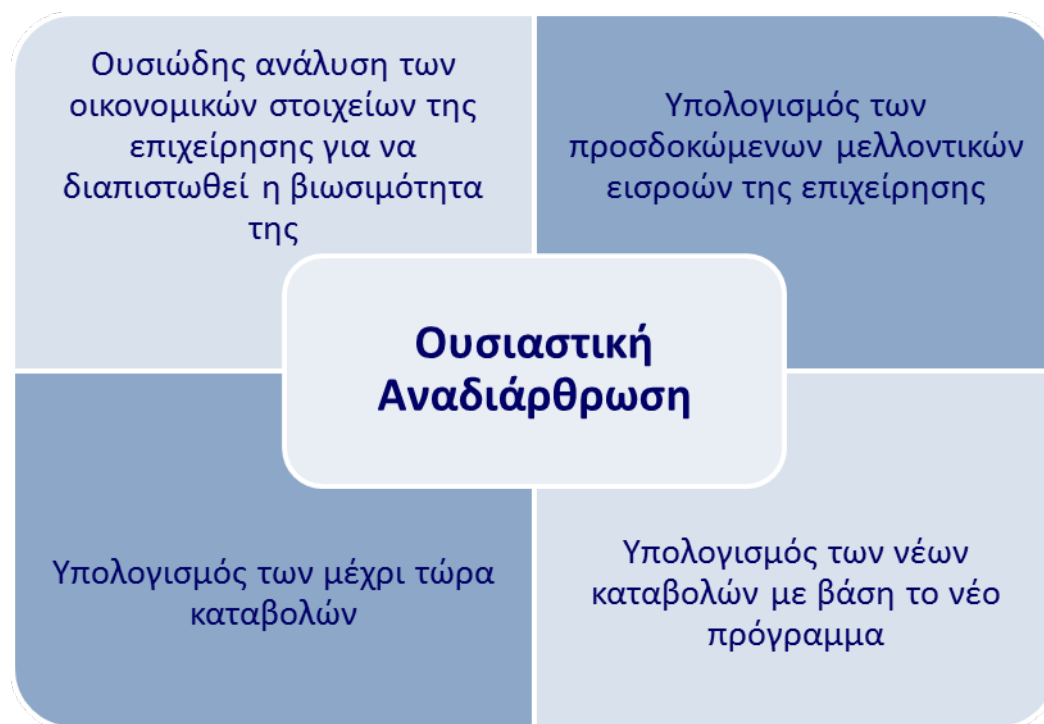 Ουσιώδης ανάλυση των
οικονομικών στοιχείων της
επιχείρησης για να
διαπιστωθεί η βιωσιμότητα
της
Υπολογισμός των
προσδοκώμενων μελλοντικών
εισροών της επιχείρησης
Ουσιαστική
Αναδιάρθρωση
Υπολογισμός των μέχρι τώρα
καταβολών
Υπολογισμός των νέων
καταβολών με βάση το νέο
πρόγραμμα